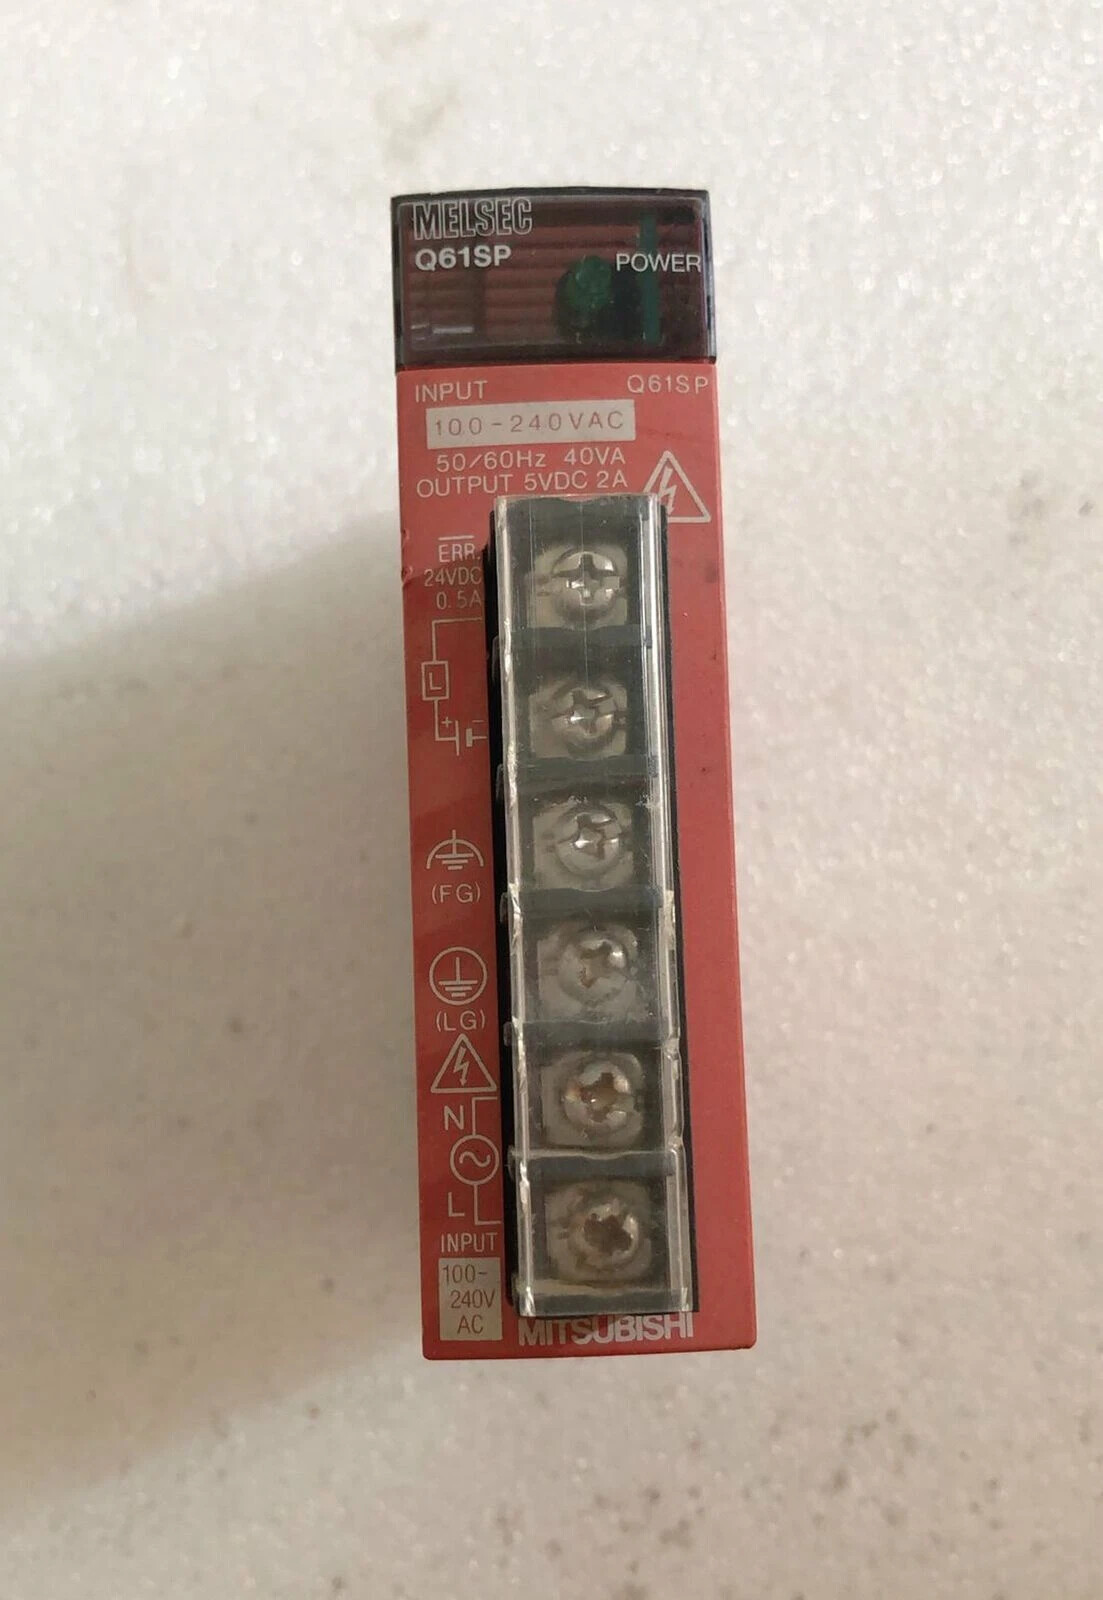 MELSEC
Q61SP
POWER
INPUT
Q61SP
100-240VAC
50/60Hz 40VA
OUTPUT 5VDC 2A
ERR.
24VDC
0.5A
L
+ -
(FG)
(LG)
N
L
INPUT
100-
240V
AC
MITSUBISHI